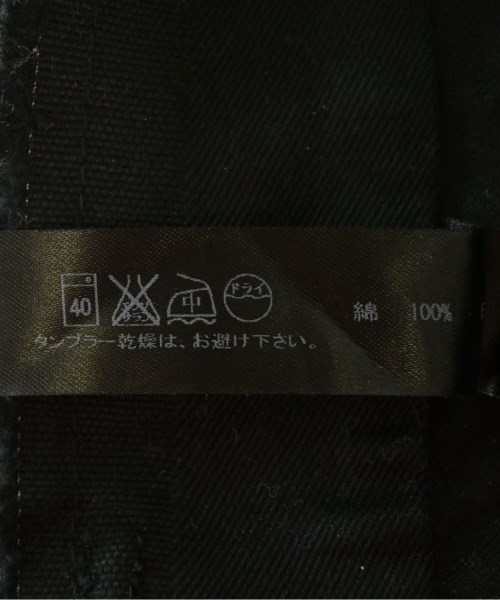 40 中 ドライ
綿 100%
タンブラー乾燥は、お避け下さい。